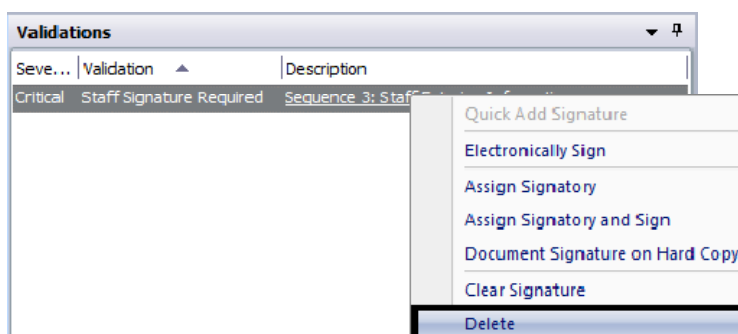 Validations
Seve... Validation Description
Critical Staff Signature Required Sequence 3: Staff
Quick Add Signature
Electronically Sign
Assign Signatory
Assign Signatory and Sign
Document Signature on Hard Copy
Clear Signature
Delete